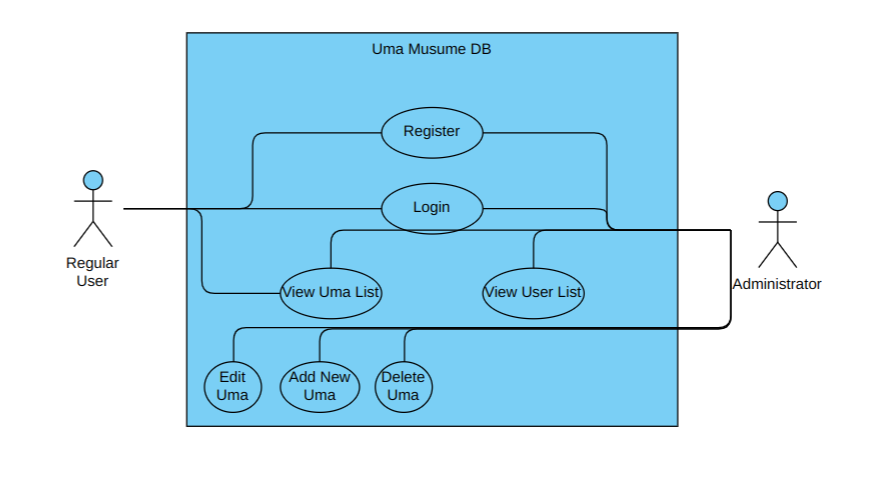 Uma Musume DB
Register
Login
Regular
User
Administrator
View Uma List
View User List
Edit
Uma
Add New
Uma
Delete
Uma